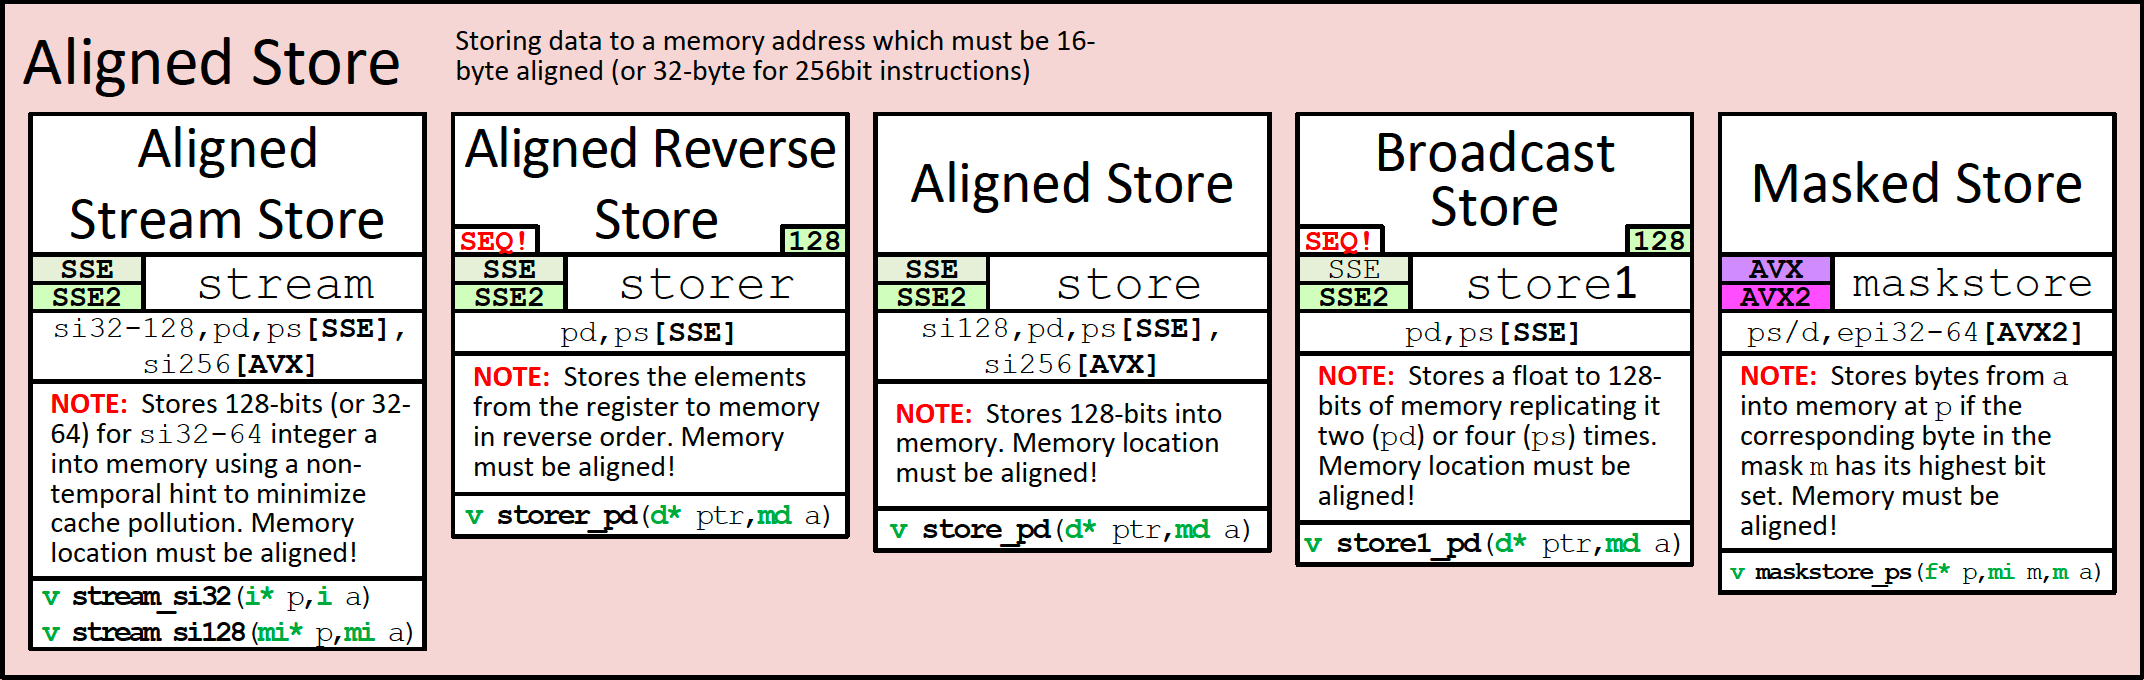 Aligned Store
Storing data to a memory address which must be 16-
byte aligned (or 32-byte for 256bit instructions)
Aligned
Stream Store
SSE
SSE2
stream
si32-128,pd,ps[SSE],
si256[AVX]
NOTE: Stores 128-bits (or 32-
64) for si32-64 integer a
into memory using a non-
temporal hint to minimize
cache pollution. Memory
location must be aligned!
v stream_si32(i* p,i a)
v stream_si128(mi* p,mi a)
Aligned Reverse
Store
SEQ!
128
SSE
SSE2
storer
pd,ps[SSE]
NOTE: Stores the elements
from the register to memory
in reverse order. Memory
must be aligned!
v storer_pd(d* ptr,md a)
Aligned Store
SSE
SSE2
store
si128,pd,ps[SSE],
si256[AVX]
NOTE: Stores 128-bits into
memory. Memory location
must be aligned!
v store_pd(d* ptr,md a)
Broadcast
Store
SEQ!
128
SSE
SSE2
store1
pd,ps[SSE]
NOTE: Stores a float to 128-
bits of memory replicating it
two (pd) or four (ps) times.
Memory location must be
aligned!
v store1_pd(d* ptr,md a)
Masked Store
AVX
AVX2
maskstore
ps/d,epi32-64[AVX2]
NOTE: Stores bytes from a
into memory at p if the
corresponding byte in the
mask m has its highest bit
set. Memory must be
aligned!
v maskstore_ps(f* p,mi m,m a)